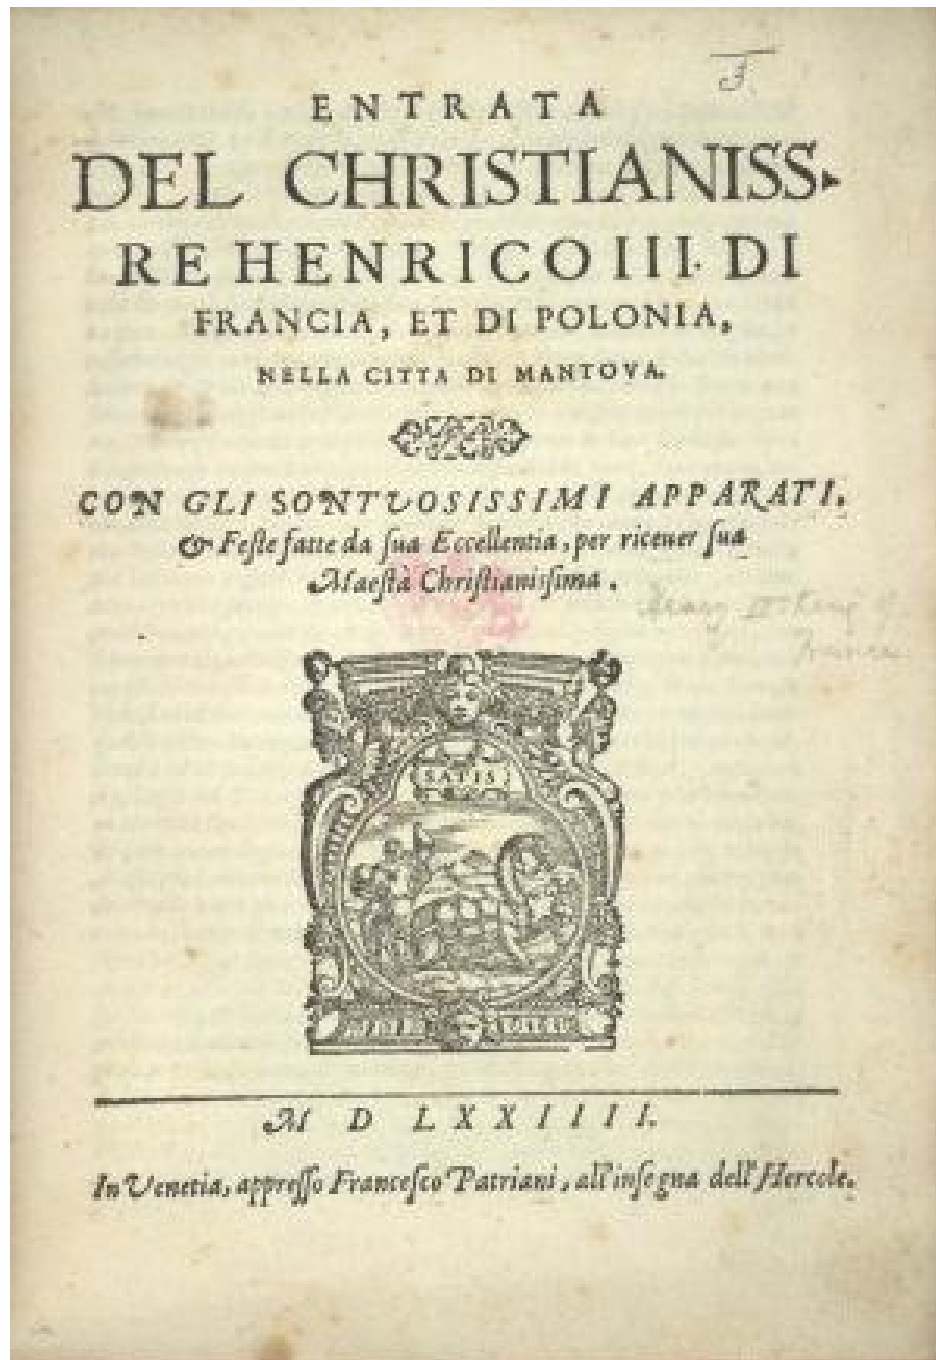 ENTRATA
DEL CHRISTIANISS.
RE HENRICO III. DI
FRANCIA, ET DI POLONIA,
NELLA CITTA DI MANTOVA.
CON GLI SONTUOSISSIMI APPARATI,
& Feste fatte da sua Eccellentia, per riceuer sua
Maestà Christianissima.
SATIS
M D LXXIIII.
In Venetia, appresso Francesco Patriani, all'insegna dell'Hercole.